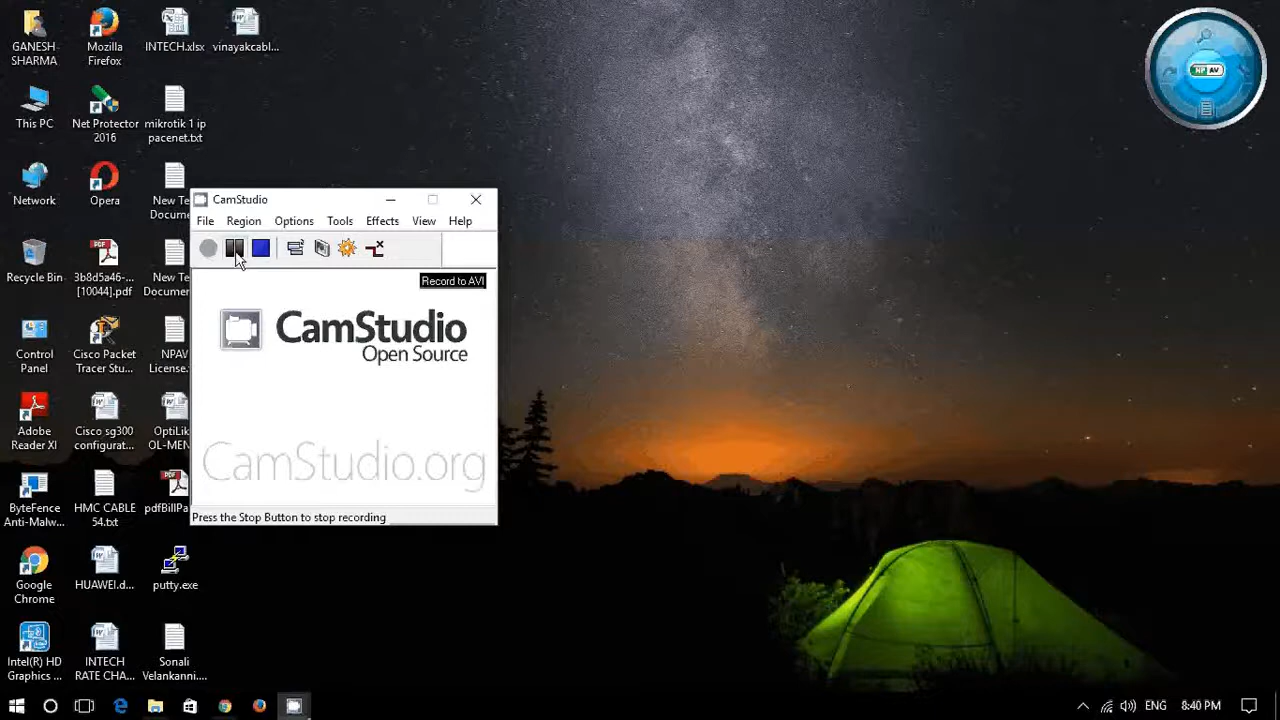 GANESH
SHARMA
Mozilla
Firefox
INTECH.xlsx
vinayakcabl...
This PC
Net Protector
2016
mikrotik 1 ip
pacenet.txt
Network
Opera
New Te
Docume
Recycle Bin
3b8d5a46-...
[10044].pdf
New Te
Docume
Control
Panel
Cisco Packet
Tracer Stu...
NPAV
License.
Adobe
Reader XI
Cisco sg300
configurat...
OptiLik
OL-MEN
ByteFence
Anti-Malw...
HMC CABLE
54.txt
pdfBillPa
Google
Chrome
HUAWEI.d...
putty.exe
Intel(R) HD
Graphics ...
INTECH
RATE CHA...
Sonali
Velankanni....
CamStudio
File Region Options Tools Effects View Help
Record to AVI
CamStudio
Open Source
CamStudio.org
Press the Stop Button to stop recording
NP AV
ENG 8:40 PM